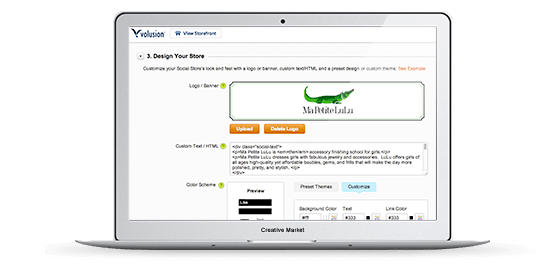 volusion
View Storefront
3. Design Your Store
Customize your Social Store's look and feel with a logo or banner, custom text/HTML and a preset design or custom theme. See Example
Logo / Banner ?
Ma Petite LuLu
Upload Delete Logo
Custom Text / HTML ?
<div class="social-text">
<p>Ma Petite LuLu is accessory finishing school for girls.</p>
<p>Ma Petite LuLu dresses girls with fabulous jewelry and accessories. LuLu offers girls of
all ages high-quality yet affordable baubles, gems, and frills that will make the day more
polished, pretty, and stylish. </p>
</div>
Color Scheme ?
Preview
Link
Preset Themes Customize
Background Color Text Link Color
#fff #333 #333
Creative Market